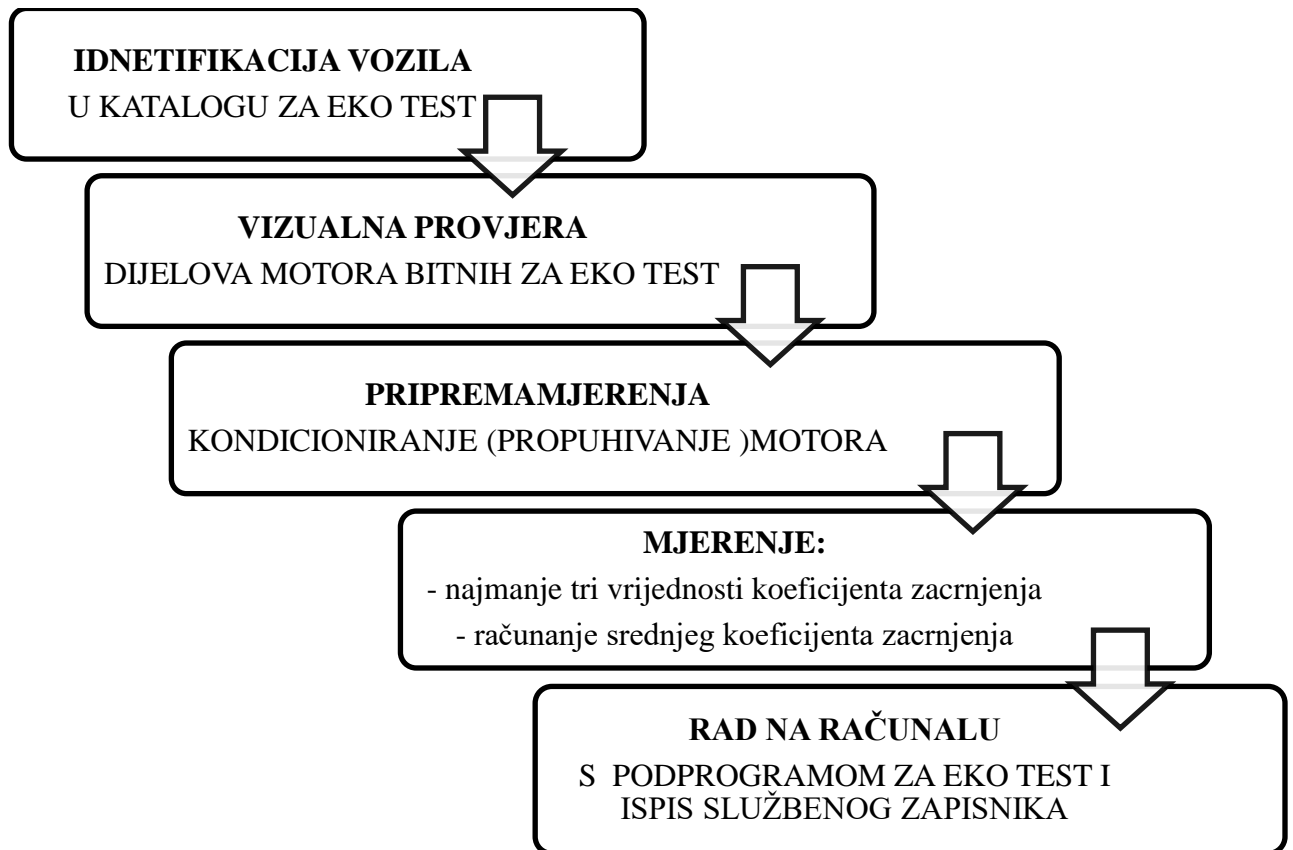 IDNETIFIKACIJA VOZILA
U KATALOGU ZA EKO TEST
VIZUALNA PROVJERA
DIJELOVA MOTORA BITNIH ZA EKO TEST
PRIPREMAMJERENJA
KONDICIONIRANJE (PROPUHIVANJE )MOTORA
MJERENJE:
- najmanje tri vrijednosti koeficijenta zacrnjenja
- računanje srednjeg koeficijenta zacrnjenja
RAD NA RAČUNALU
S PODPROGRAMOM ZA EKO TEST I
ISPIS SLUŽBENOG ZAPISNIKA